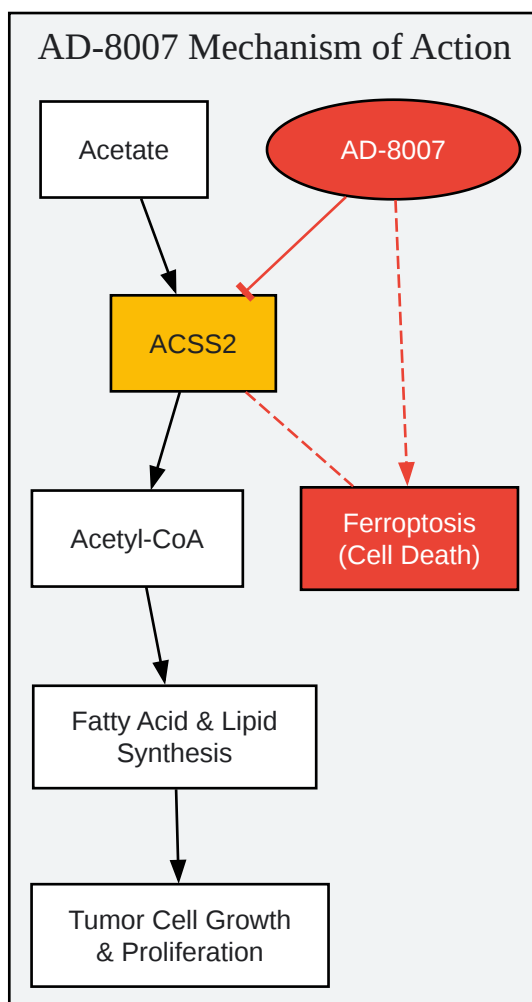 AD-8007 Mechanism of Action
Acetate
AD-8007
ACSS2
Acetyl-CoA
Ferroptosis
(Cell Death)
Fatty Acid & Lipid
Synthesis
Tumor Cell Growth
& Proliferation